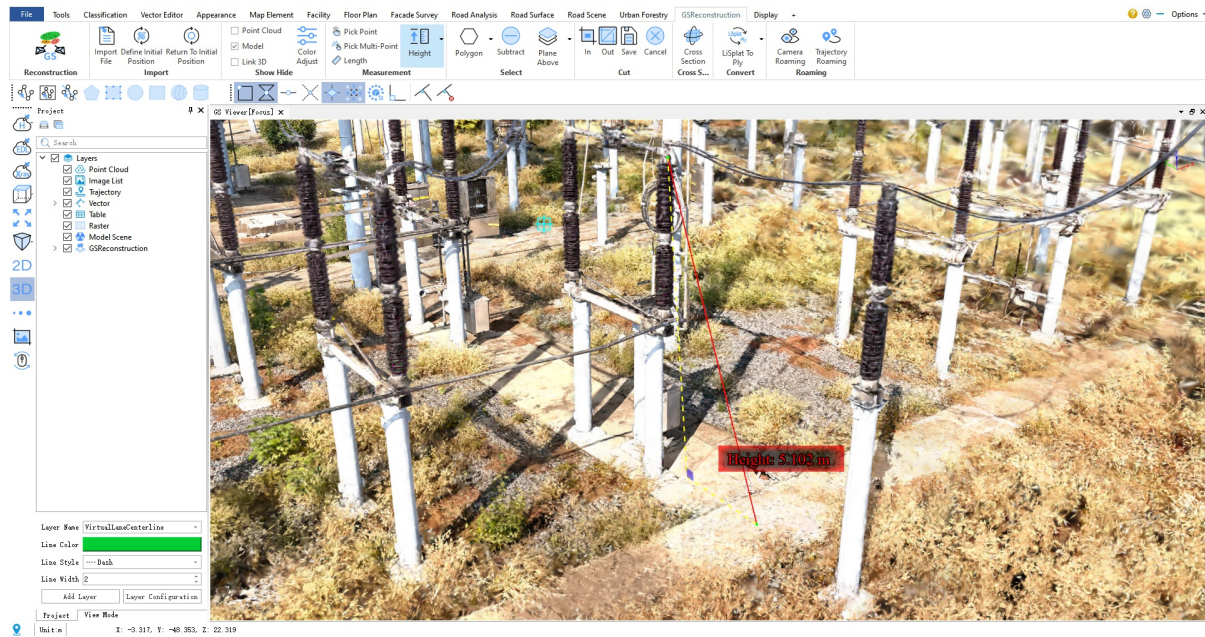 File Tools Classification Vector Editor Appearance Map Element Facility Floor Plan Facade Survey Road Analysis Road Surface Road Scene Urban Forestry GSReconstruction Display + Options
GS
Import File
Define Initial Position
Return To Initial Position
Point Cloud
Model
Link 3D
Color Adjust
Pick Point
Pick Multi-Point
Length
Height
Polygon
Subtract
Plane Above
In Out Save Cancel
Cross Section
LiSplat To Ply
Camera Roaming
Trajectory Roaming
Reconstruction Import Show Hide Measurement Select Cut Cross S... Convert Roaming
Project
GS Viewer[Focus]
Search
Layers
Point Cloud
Image List
Trajectory
Vector
Table
Raster
Model Scene
GSReconstruction
H
EDL
Xray
2D
3D
Height: 5.102 m
Layer Name VirtualLaneCenterline
Line Color
Line Style Dash
Line Width 2
Add Layer Layer Configuration
Project View Mode
Unit:m X: -3.317, Y: -48.353, Z: 22.319